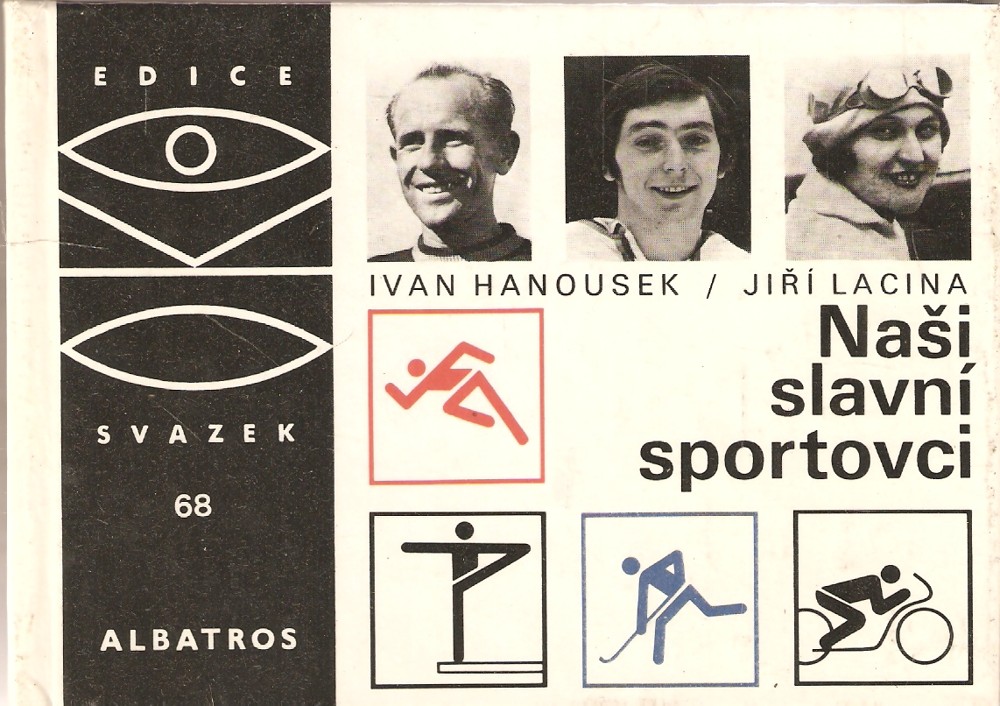 EDICE
SVAZEK
68
ALBATROS
IVAN HANOUSEK / JIŘÍ LACINA
Naši
slavní
sportovci